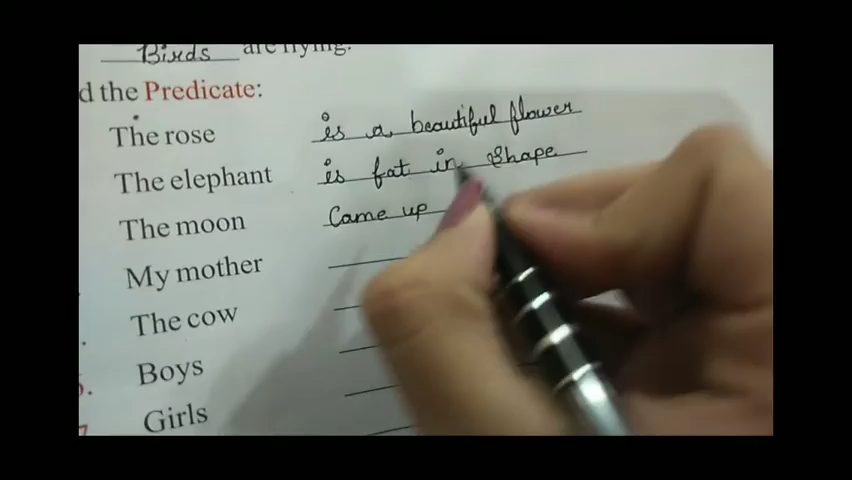 Birds are flying.
d the Predicate:
The rose is a beautiful flower
The elephant is fat in Shape
The moon Came up
My mother
The cow
Boys
Girls